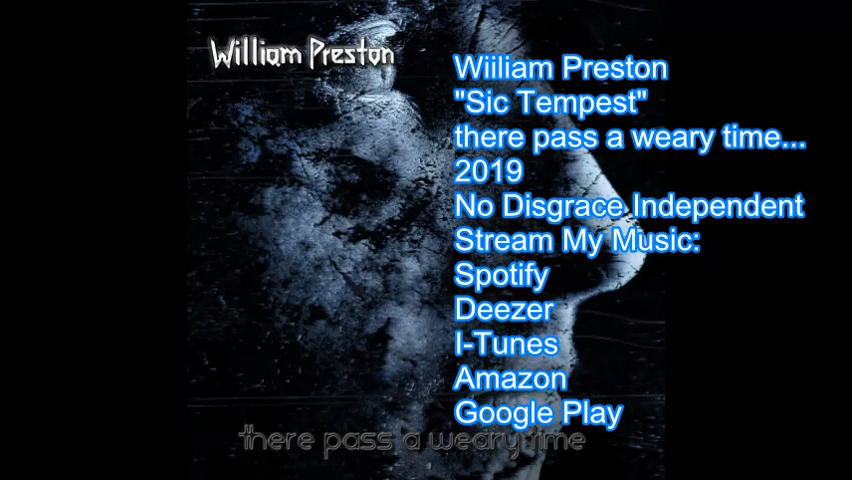 William Preston
Wiiliam Preston
"Sic Tempest"
there pass a weary time...
2019
No Disgrace Independent
Stream My Music:
Spotify
Deezer
I-Tunes
Amazon
Google Play
there pass a weary time